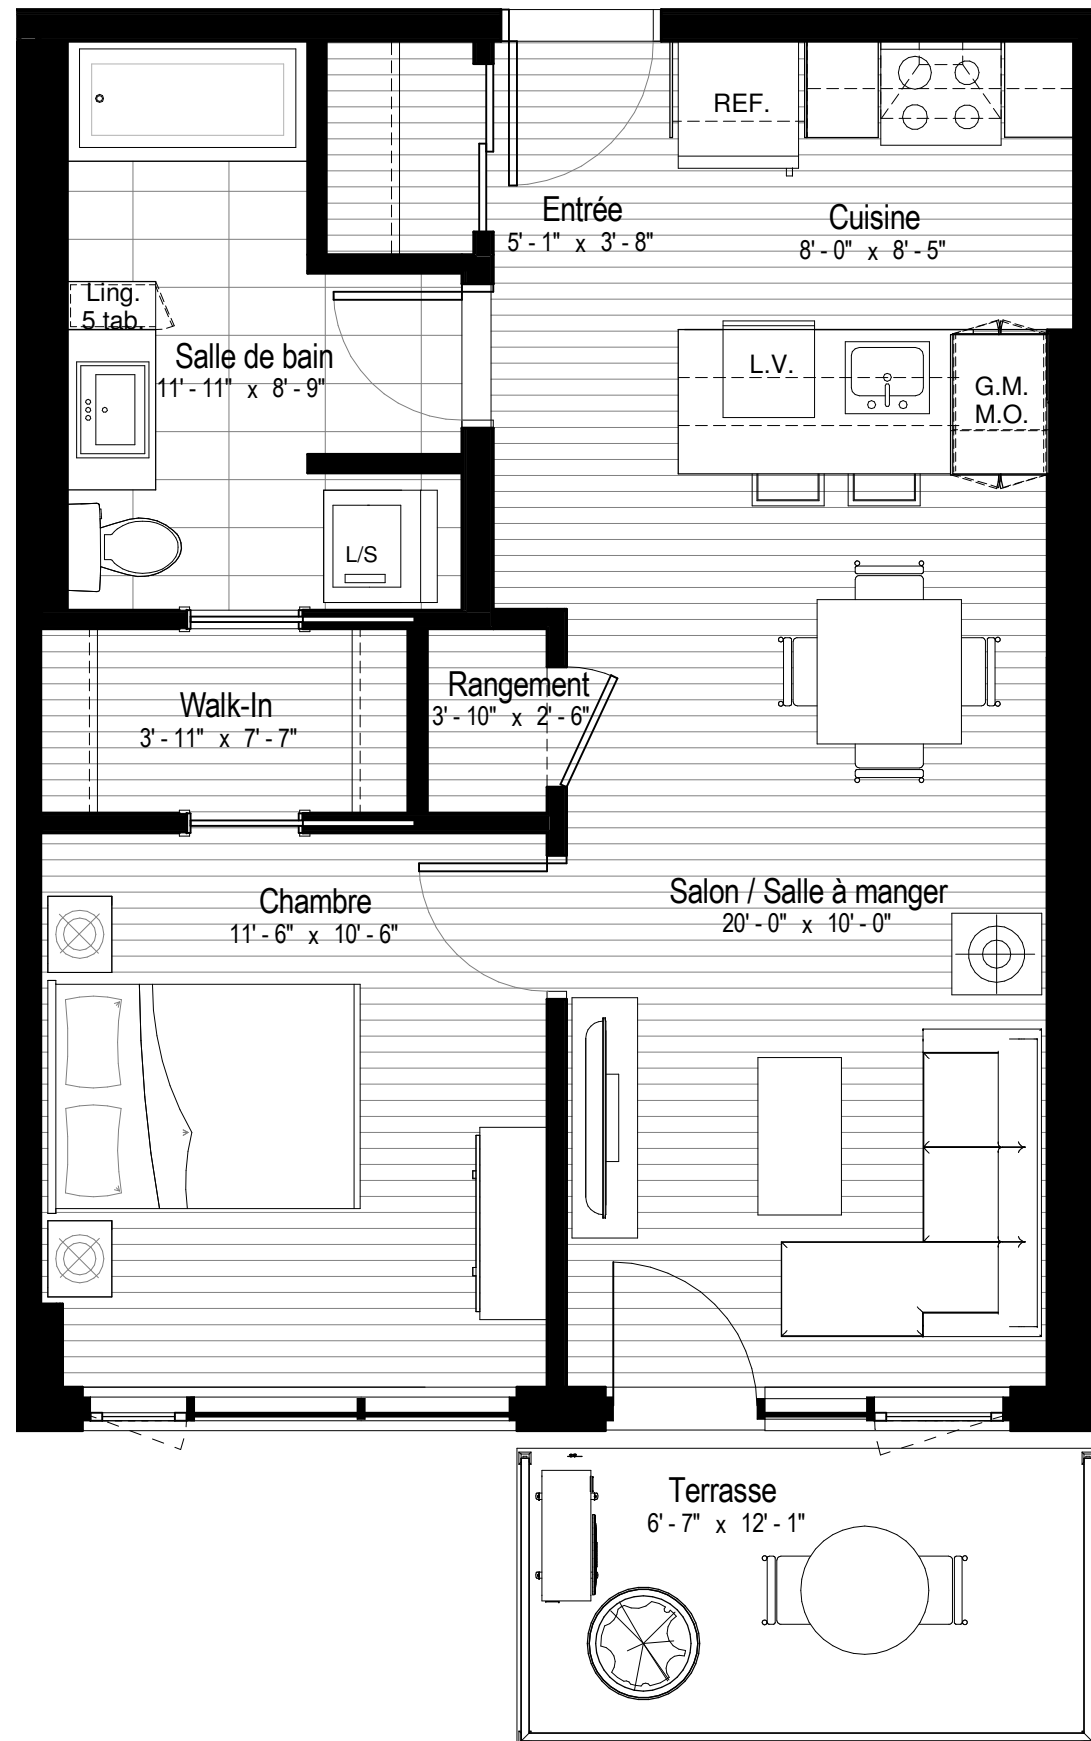 REF.
Entrée
5' - 1" x 3' - 8"
Cuisine
8' - 0" x 8' - 5"
Ling.
5 tab.
Salle de bain
11' - 11" x 8' - 9"
L.V.
G.M.
M.O.
L/S
Rangement
3' - 10" x 2' - 6"
Walk-In
3' - 11" x 7' - 7"
Chambre
11' - 6" x 10' - 6"
Salon / Salle à manger
20' - 0" x 10' - 0"
Terrasse
6' - 7" x 12' - 1"